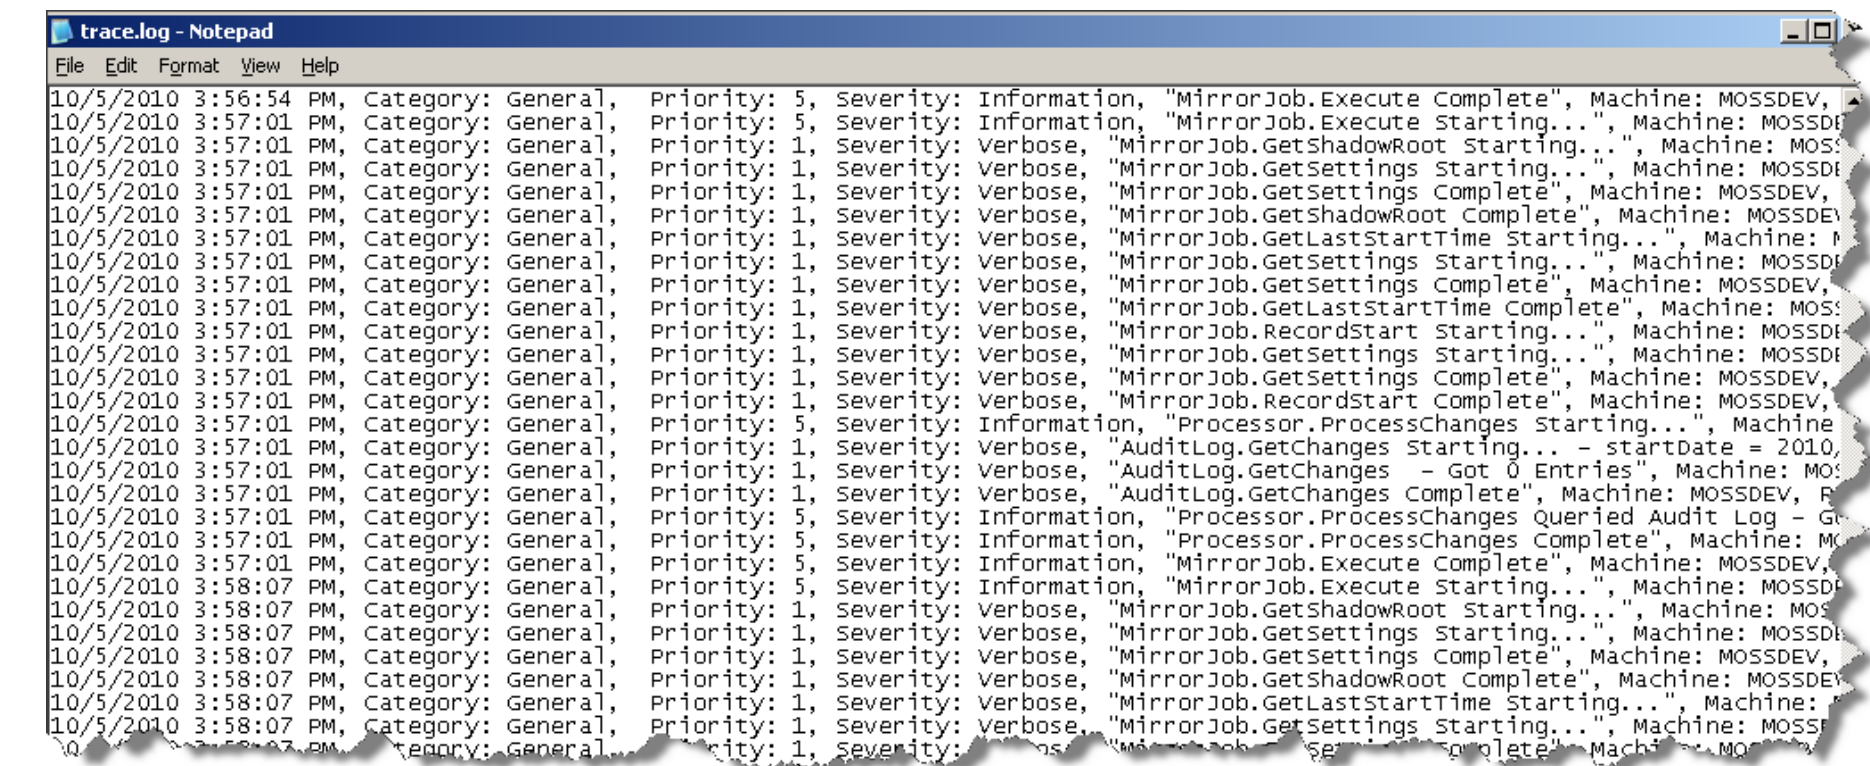 trace.log - Notepad
File Edit Format View Help
10/5/2010 3:56:54 PM, Category: General, Priority: 5, Severity: Information, "MirrorJob.Execute Complete", Machine: MOSSDEV,
10/5/2010 3:57:01 PM, Category: General, Priority: 5, Severity: Information, "MirrorJob.Execute Starting...", Machine:
10/5/2010 3:57:01 PM, Category: General, Priority: 1, Severity: Verbose, "MirrorJob.GetShadowRoot Starting...", Machine:
10/5/2010 3:57:01 PM, Category: General, Priority: 1, Severity: Verbose, "MirrorJob.GetSettings Starting...", Machine:
10/5/2010 3:57:01 PM, Category: General, Priority: 1, Severity: Verbose, "MirrorJob.GetSettings Complete", Machine: MOSSDEV,
10/5/2010 3:57:01 PM, Category: General, Priority: 1, Severity: Verbose, "MirrorJob.GetShadowRoot Complete", Machine:
10/5/2010 3:57:01 PM, Category: General, Priority: 1, Severity: Verbose, "MirrorJob.GetLastStartTime Starting...", Machine:
10/5/2010 3:57:01 PM, Category: General, Priority: 1, Severity: Verbose, "MirrorJob.GetSettings Starting...", Machine:
10/5/2010 3:57:01 PM, Category: General, Priority: 1, Severity: Verbose, "MirrorJob.GetSettings Complete", Machine: MOSSDEV,
10/5/2010 3:57:01 PM, Category: General, Priority: 1, Severity: Verbose, "MirrorJob.GetLastStartTime Complete", Machine:
10/5/2010 3:57:01 PM, Category: General, Priority: 1, Severity: Verbose, "MirrorJob.RecordStart Starting...", Machine:
10/5/2010 3:57:01 PM, Category: General, Priority: 1, Severity: Verbose, "MirrorJob.GetSettings Starting...", Machine:
10/5/2010 3:57:01 PM, Category: General, Priority: 1, Severity: Verbose, "MirrorJob.GetSettings Complete", Machine: MOSSDEV,
10/5/2010 3:57:01 PM, Category: General, Priority: 1, Severity: Verbose, "MirrorJob.RecordStart Complete", Machine: MOSSDEV,
10/5/2010 3:57:01 PM, Category: General, Priority: 5, Severity: Information, "Processor.ProcessChanges Starting...", Machine
10/5/2010 3:57:01 PM, Category: General, Priority: 1, Severity: Verbose, "AuditLog.GetChanges Starting... - startDate = 2010/
10/5/2010 3:57:01 PM, Category: General, Priority: 1, Severity: Verbose, "AuditLog.GetChanges - Got 0 Entries", Machine:
10/5/2010 3:57:01 PM, Category: General, Priority: 1, Severity: Verbose, "AuditLog.GetChanges Complete", Machine: MOSSDEV,
10/5/2010 3:57:01 PM, Category: General, Priority: 5, Severity: Information, "Processor.ProcessChanges Queried Audit Log -
10/5/2010 3:57:01 PM, Category: General, Priority: 5, Severity: Information, "Processor.ProcessChanges Complete", Machine:
10/5/2010 3:57:01 PM, Category: General, Priority: 5, Severity: Information, "MirrorJob.Execute Complete", Machine: MOSSDEV,
10/5/2010 3:58:07 PM, Category: General, Priority: 5, Severity: Information, "MirrorJob.Execute Starting...", Machine:
10/5/2010 3:58:07 PM, Category: General, Priority: 1, Severity: Verbose, "MirrorJob.GetShadowRoot Starting...", Machine:
10/5/2010 3:58:07 PM, Category: General, Priority: 1, Severity: Verbose, "MirrorJob.GetSettings Starting...", Machine:
10/5/2010 3:58:07 PM, Category: General, Priority: 1, Severity: Verbose, "MirrorJob.GetSettings Complete", Machine: MOSSDEV,
10/5/2010 3:58:07 PM, Category: General, Priority: 1, Severity: Verbose, "MirrorJob.GetShadowRoot Complete", Machine:
10/5/2010 3:58:07 PM, Category: General, Priority: 1, Severity: Verbose, "MirrorJob.GetLastStartTime Starting...", Machine:
10/5/2010 3:58:07 PM, Category: General, Priority: 1, Severity: Verbose, "MirrorJob.GetSettings Starting...", Machine:
General, 1, Severity: